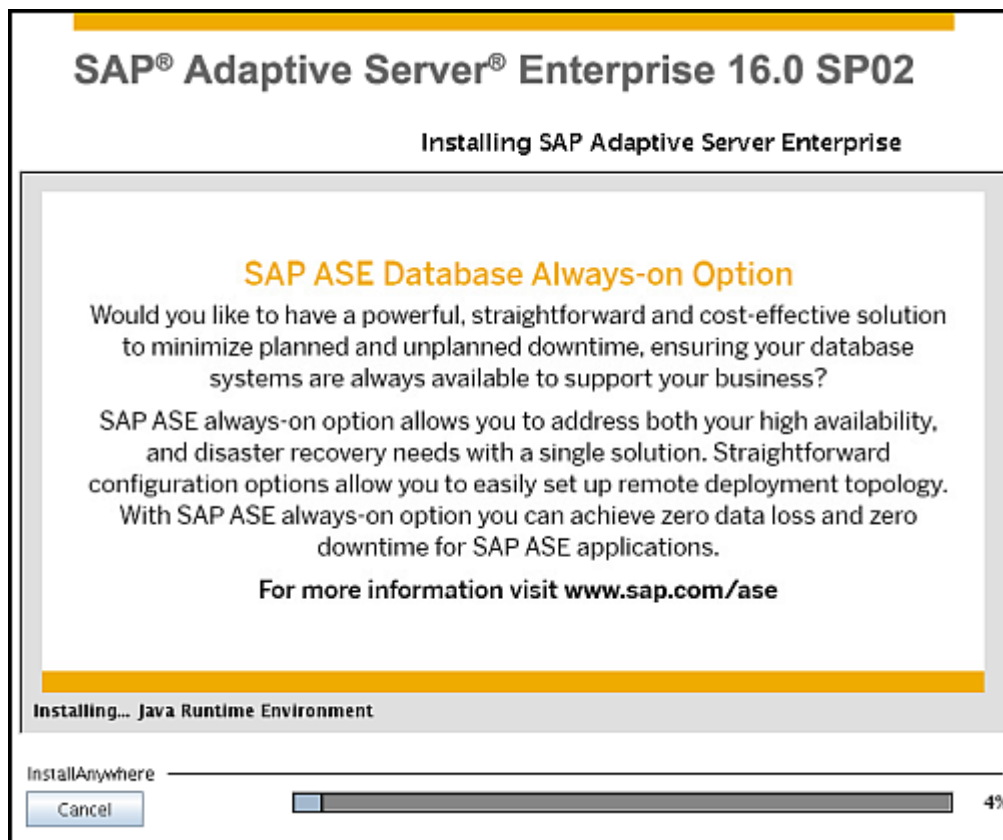 SAP® Adaptive Server® Enterprise 16.0 SP02
Installing SAP Adaptive Server Enterprise
SAP ASE Database Always-on Option
Would you like to have a powerful, straightforward and cost-effective solution
to minimize planned and unplanned downtime, ensuring your database
systems are always available to support your business?
SAP ASE always-on option allows you to address both your high availability,
and disaster recovery needs with a single solution. Straightforward
configuration options allow you to easily set up remote deployment topology.
With SAP ASE always-on option you can achieve zero data loss and zero
downtime for SAP ASE applications.
For more information visit www.sap.com/ase
Installing... Java Runtime Environment
InstallAnywhere
Cancel
4%